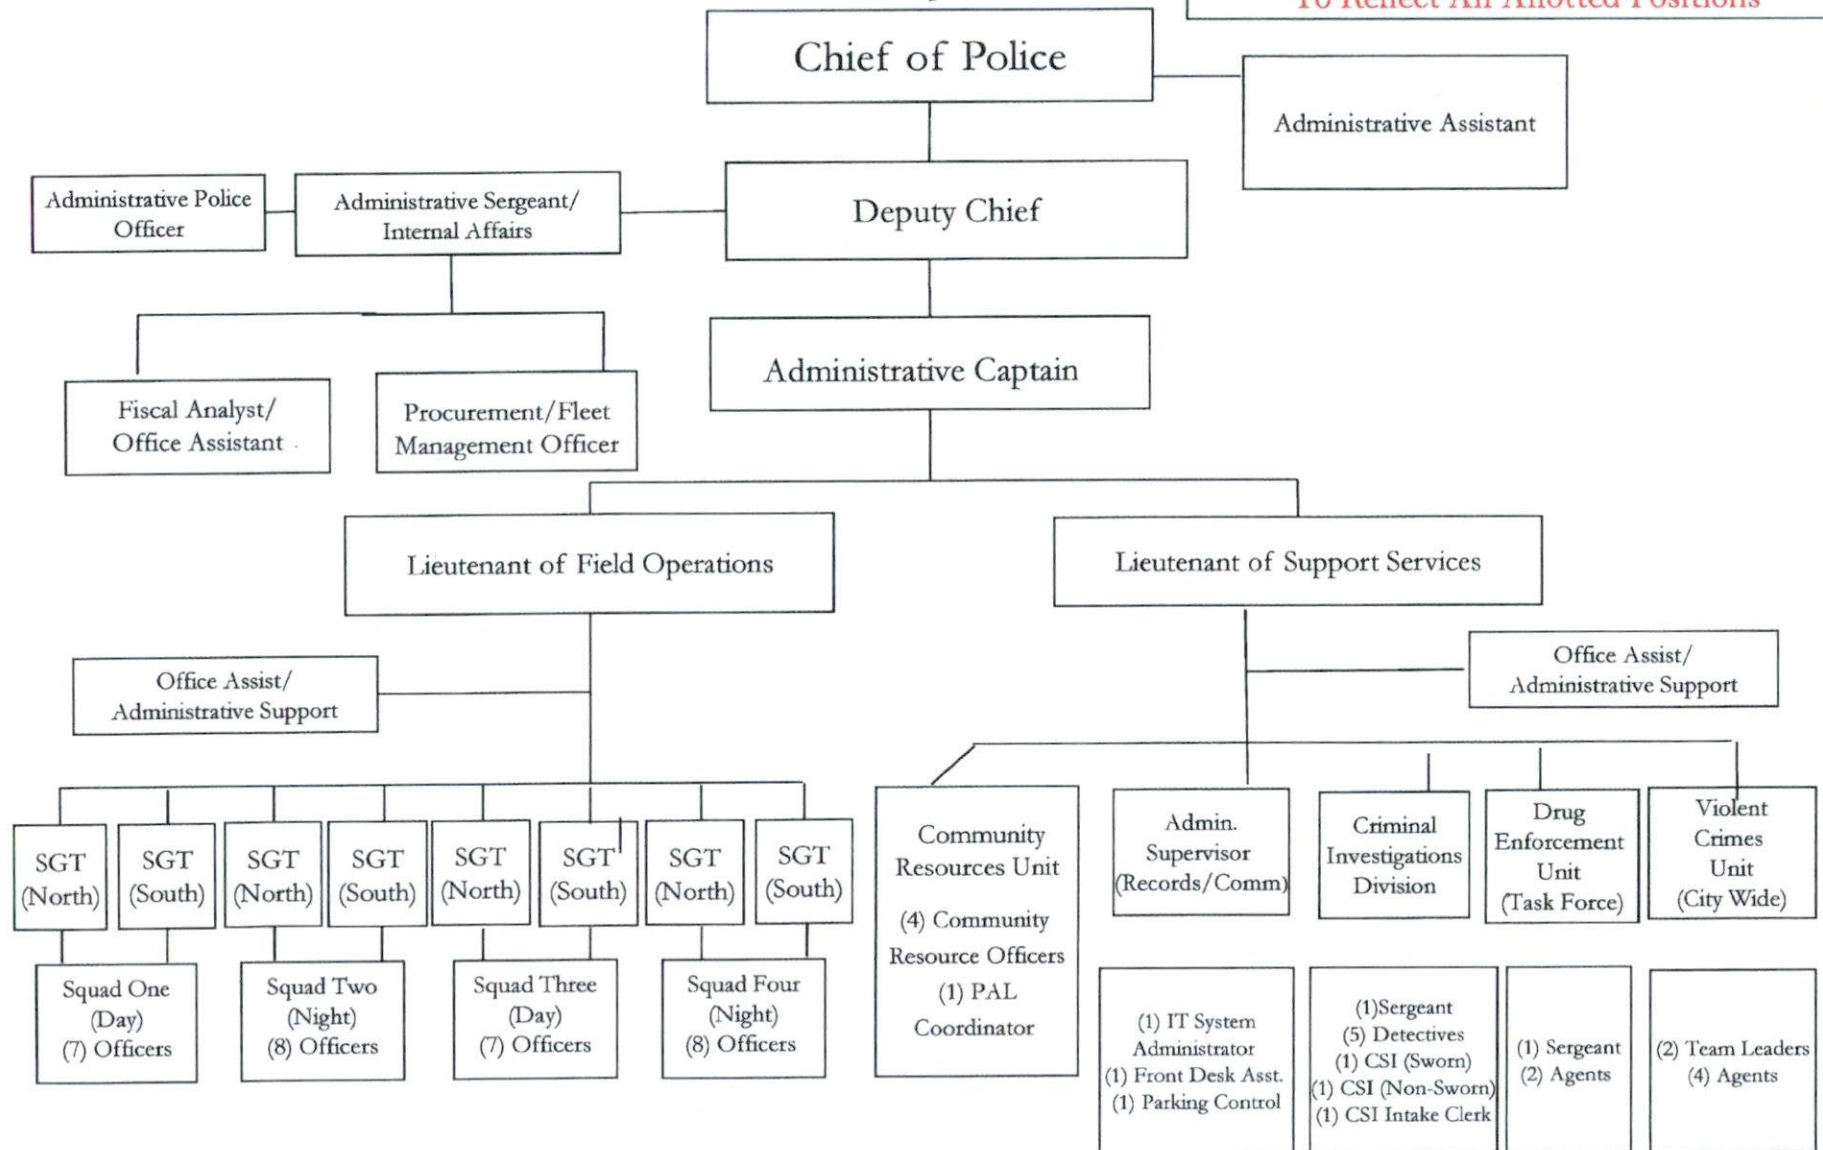 To Reflect All Allotted Positions
Chief of Police
Administrative Assistant
Administrative Police
Officer
Administrative Sergeant/
Internal Affairs
Deputy Chief
Fiscal Analyst/
Office Assistant
Procurement/Fleet
Management Officer
Administrative Captain
Lieutenant of Field Operations
Lieutenant of Support Services
Office Assist/
Administrative Support
Office Assist/
Administrative Support
SGT
(North)
SGT
(South)
SGT
(North)
SGT
(South)
SGT
(North)
SGT
(South)
SGT
(North)
SGT
(South)
Squad One
(Day)
(7) Officers
Squad Two
(Night)
(8) Officers
Squad Three
(Day)
(7) Officers
Squad Four
(Night)
(8) Officers
Community
Resources Unit
(4) Community
Resource Officers
(1) PAL
Coordinator
Admin.
Supervisor
(Records/Comm)
Criminal
Investigations
Division
Drug
Enforcement
Unit
(Task Force)
Violent
Crimes
Unit
(City Wide)
(1) IT System
Administrator
(1) Front Desk Asst.
(1) Parking Control
(1)Sergeant
(5) Detectives
(1) CSI (Sworn)
(1) CSI (Non-Sworn)
(1) CSI Intake Clerk
(1) Sergeant
(2) Agents
(2) Team Leaders
(4) Agents